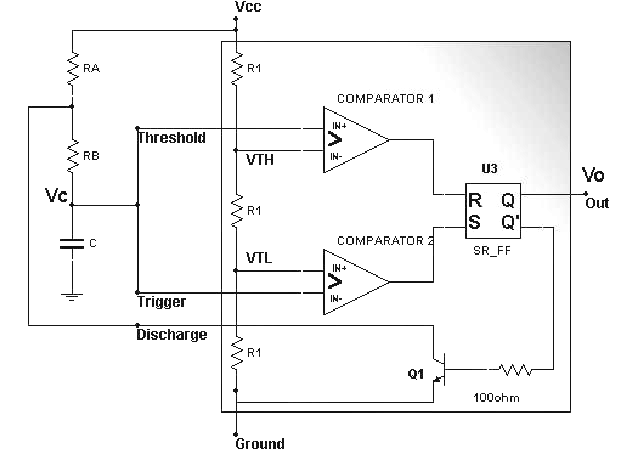 Vcc
RA
R1
COMPARATOR 1
Threshold
IN+
>
IN-
VTH
RB
U3
Vc
R Q
S Q'
Vo
Out
R1
C
COMPARATOR 2
SR_FF
VTL
IN+
>
IN-
Trigger
Discharge
R1
Q1
100ohm
Ground